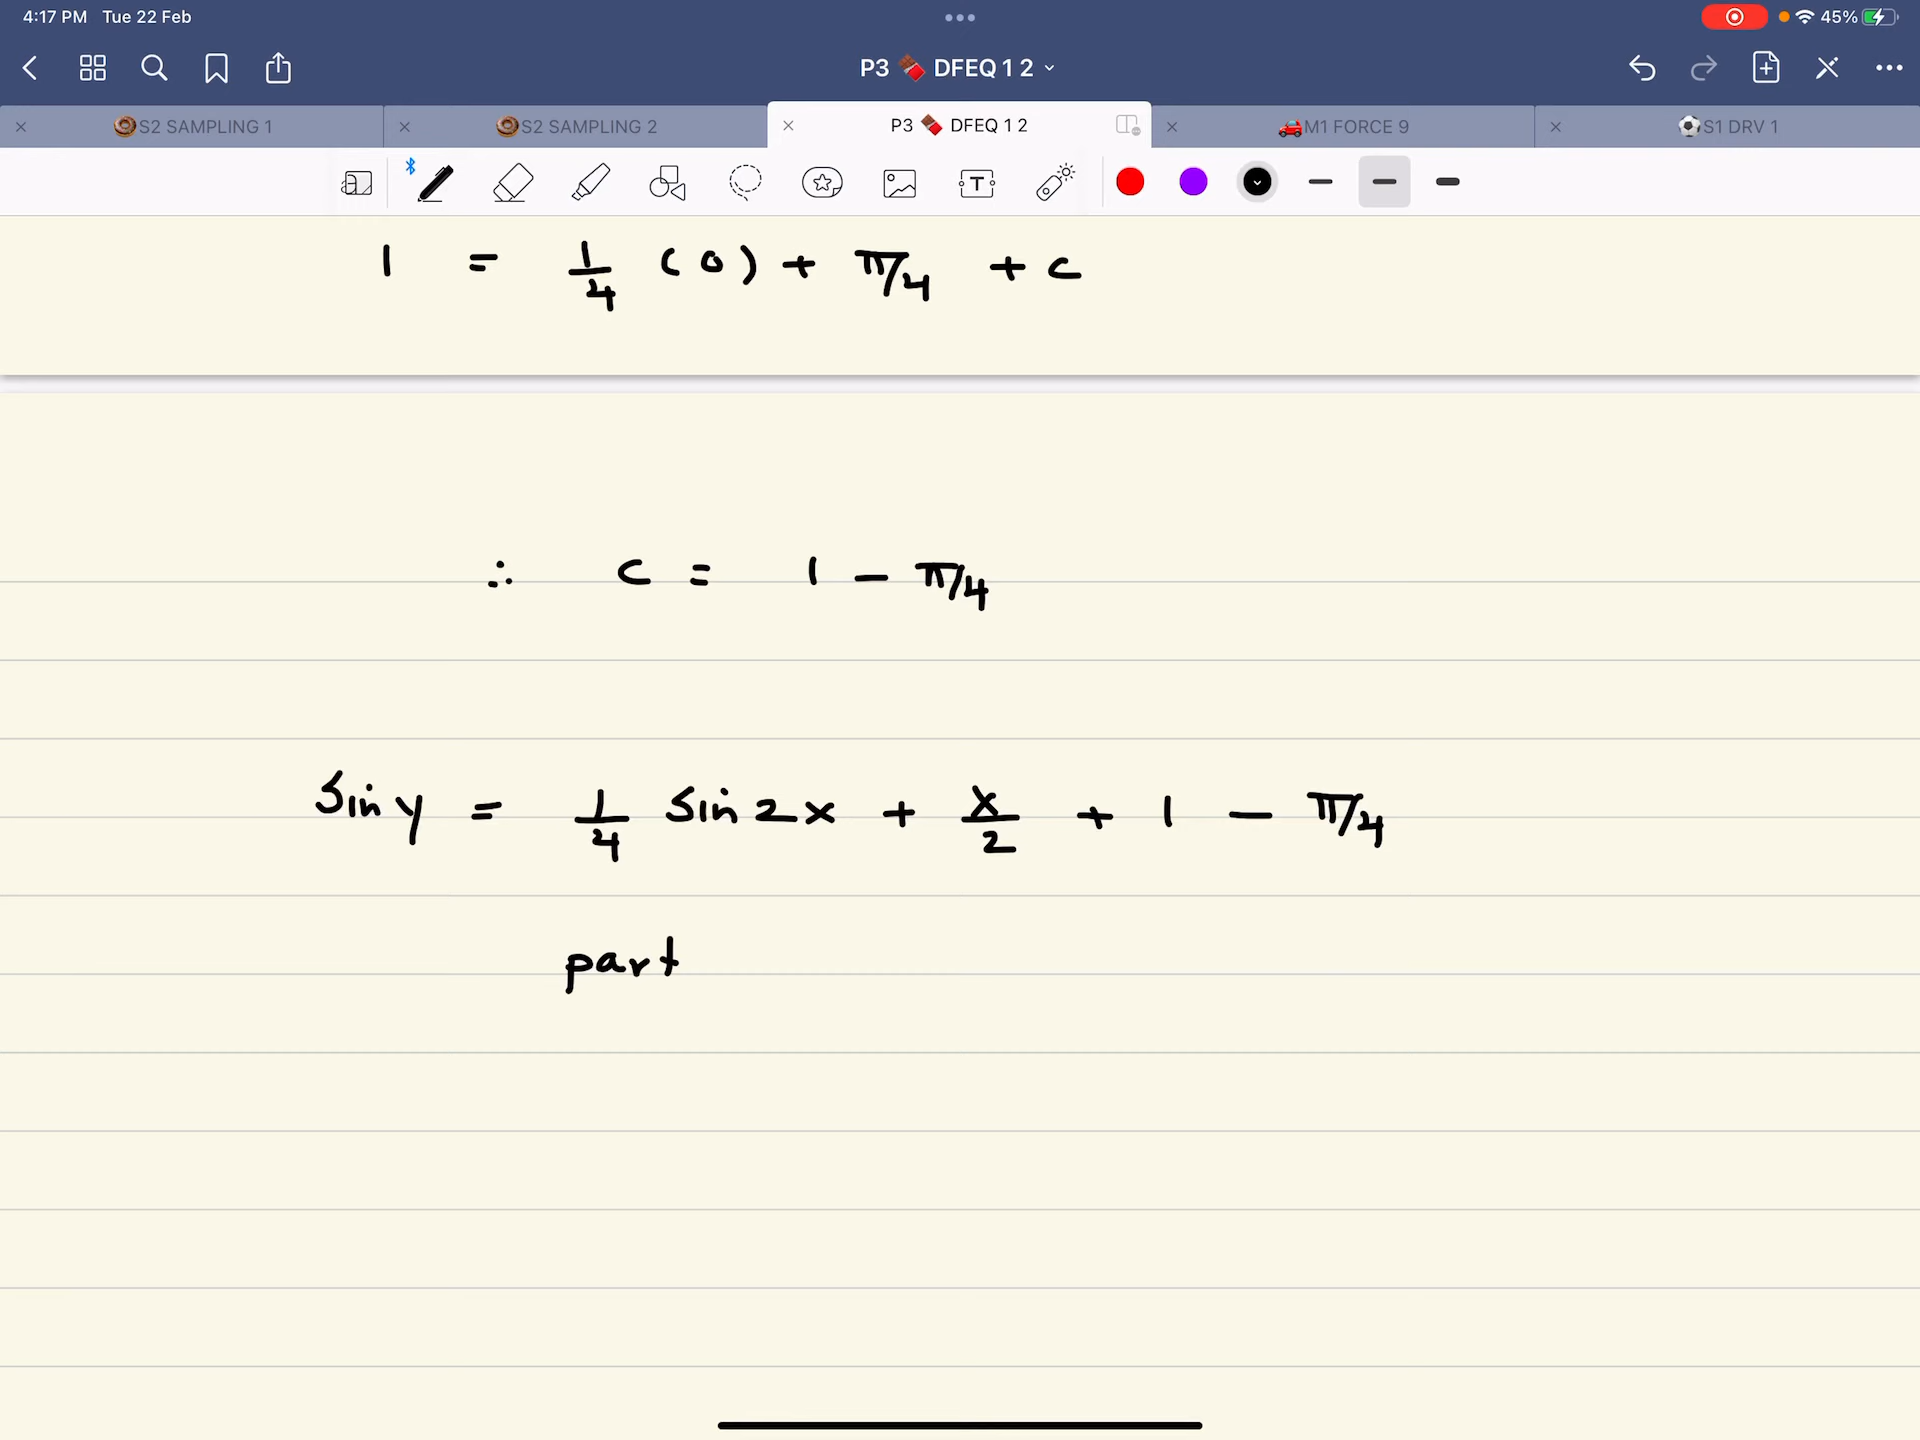 4:17 PM Tue 22 Feb 45%
P3 🍫 DFEQ 1 2
🍩S2 SAMPLING 1 🍩S2 SAMPLING 2 P3 🍫 DFEQ 1 2 🚗M1 FORCE 9 ⚽S1 DRV 1
1 = 1/4 (0) + π/4 + c
∴ c = 1 − π/4
Sin y = 1/4 Sin 2x + x/2 + 1 − π/4
part